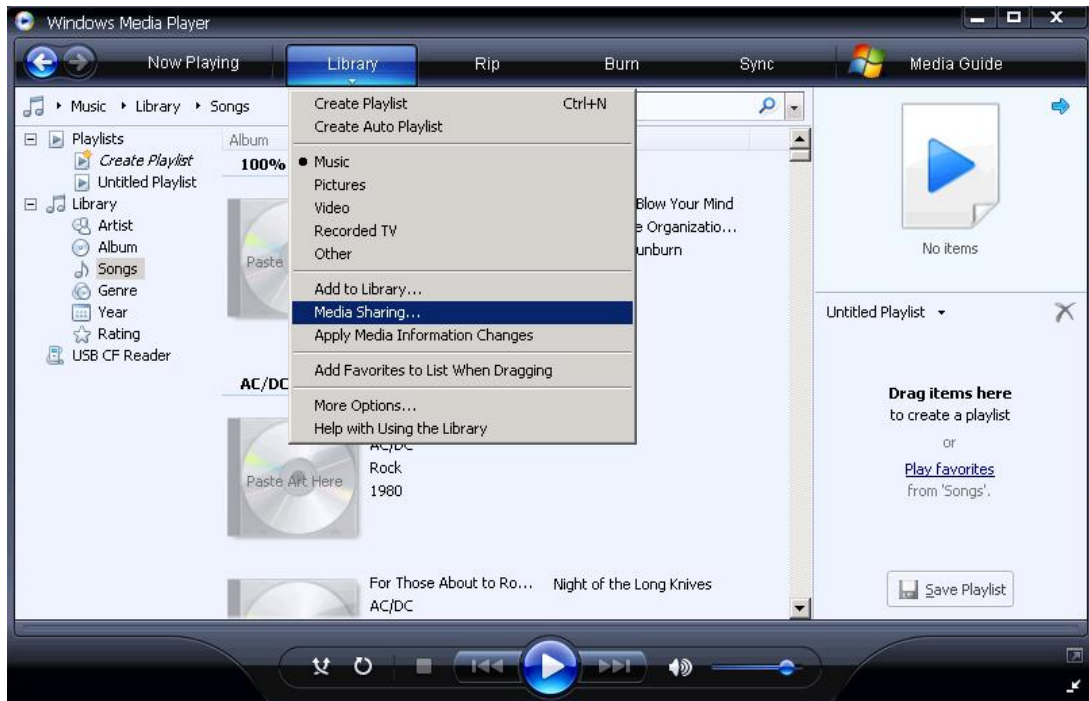 Windows Media Player
Now Playing
Library
Rip
Burn
Sync
Media Guide
Music
Library
Songs
Playlists
Create Playlist
Untitled Playlist
Library
Artist
Album
Songs
Genre
Year
Rating
USB CF Reader
Album
100%
Paste
Blow Your Mind
e Organizatio...
unburn
AC/DC
AC/DC
Rock
1980
Paste Art Here
For Those About to Ro... Night of the Long Knives
AC/DC
Create Playlist Ctrl+N
Create Auto Playlist
Music
Pictures
Video
Recorded TV
Other
Add to Library...
Media Sharing...
Apply Media Information Changes
Add Favorites to List When Dragging
More Options...
Help with Using the Library
No items
Untitled Playlist
Drag items here
to create a playlist
or
Play favorites
from 'Songs'.
Save Playlist